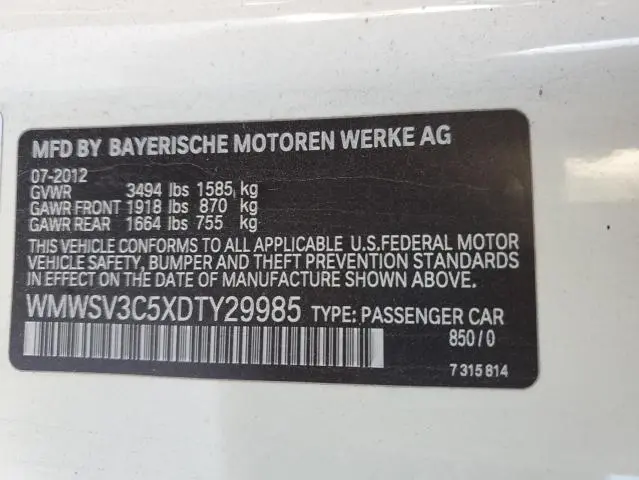 MFD BY BAYERISCHE MOTOREN WERKE AG
07-2012
GVWR 3494 lbs 1585 kg
GAWR FRONT 1918 lbs 870 kg
GAWR REAR 1664 lbs 755 kg
THIS VEHICLE CONFORMS TO ALL APPLICABLE U.S.FEDERAL MOTOR
VEHICLE SAFETY, BUMPER AND THEFT PREVENTION STANDARDS
IN EFFECT ON THE DATE OF MANUFACTURE SHOWN ABOVE.
WMWSV3C5XDTY29985 TYPE: PASSENGER CAR
850/0
7 315 814